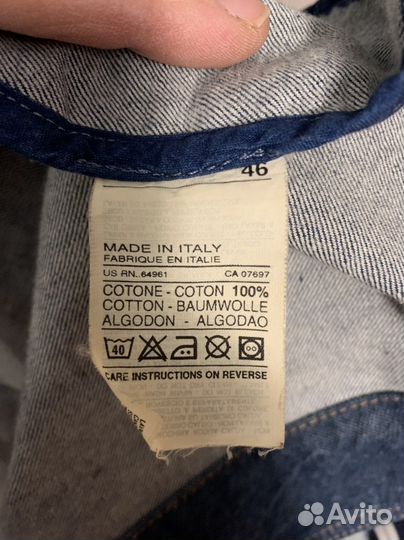 46
MADE IN ITALY
FABRIQUE EN ITALIE
US RN. 64961 CA 07697
COTONE - COTON 100%
COTTON - BAUMWOLLE
ALGODON - ALGODAO
40
CARE INSTRUCTIONS ON REVERSE
Avito